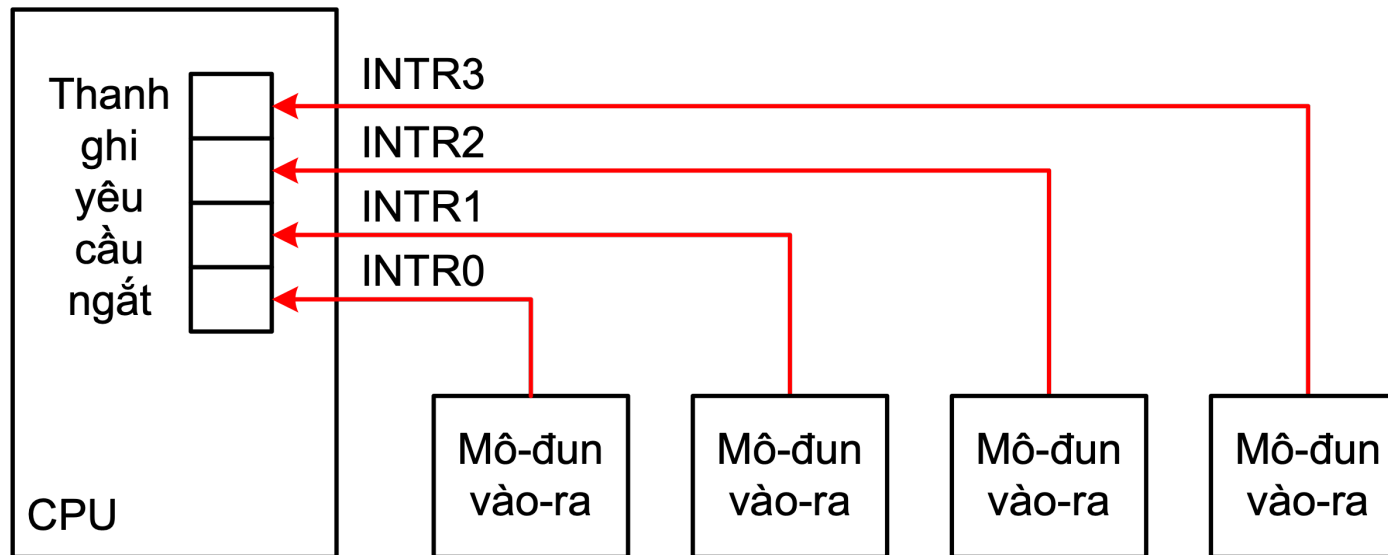 Thanh
ghi
yêu
cầu
ngắt
INTR3
INTR2
INTR1
INTR0
CPU
Mô-đun
vào-ra
Mô-đun
vào-ra
Mô-đun
vào-ra
Mô-đun
vào-ra